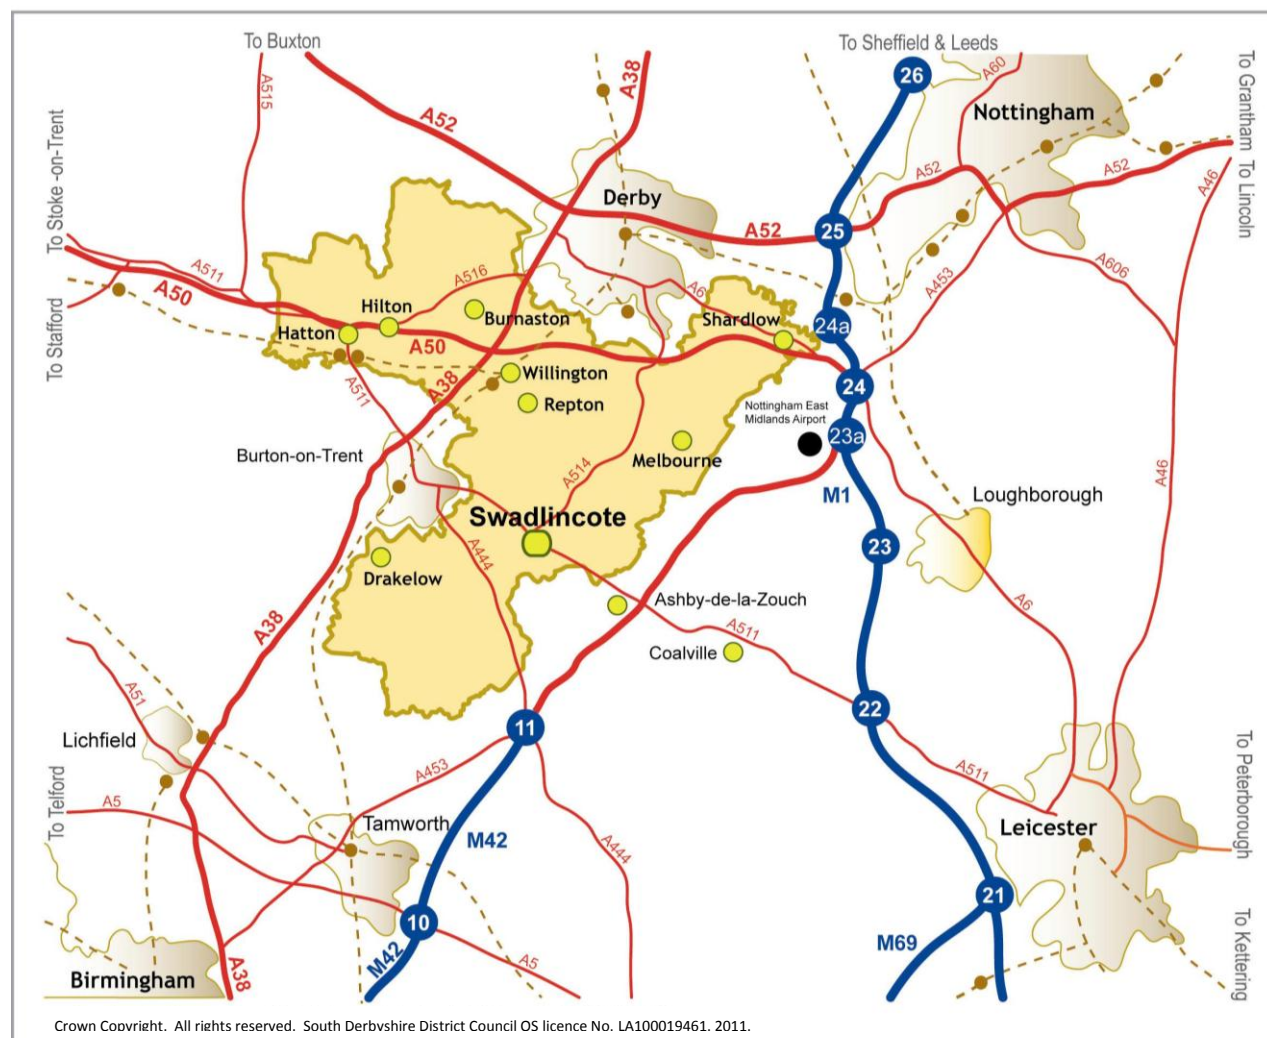 To Buxton
To Sheffield & Leeds
To Grantham
To Lincoln
To Stoke -on-Trent
To Stafford
A515
A52
A38
26
A60
Nottingham
A52
A52
A46
Derby
A52
25
A511
A50
A516
A6
A453
A606
Hilton
Burnaston
Shardlow
24a
Hatton
A50
A38
Willington
24
A511
Repton
Nottingham East
Midlands Airport
23a
Burton-on-Trent
Melbourne
A514
M1
Loughborough
A46
Swadlincote
23
A444
Drakelow
Ashby-de-la-Zouch
A6
A38
A511
Coalville
A51
22
11
Lichfield
To Telford
A453
A511
To Peterborough
A5
Tamworth
M42
Leicester
A444
21
10
M69
To Kettering
M42
A5
Birmingham
A38
Crown Copyright. All rights reserved. South Derbyshire District Council OS licence No. LA100019461. 2011.